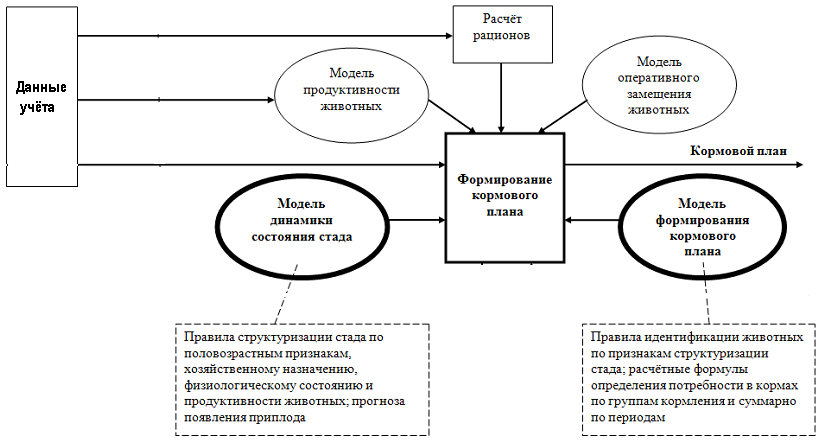 Данные
учёта
Расчёт
рационов
Модель
продуктивности
животных
Модель
оперативного
замещения
животных
Формирование
кормового
плана
Кормовой план
Модель
динамики
состояния стада
Модель
формирования
кормового
плана
Правила структуризации стада по
половозрастным признакам,
хозяйственному назначению,
физиологическому состоянию и
продуктивности животных; прогноза
появления приплода
Правила идентификации животных
по признакам структуризации
стада; расчётные формулы
определения потребности в кормах
по группам кормления и суммарно
по периодам